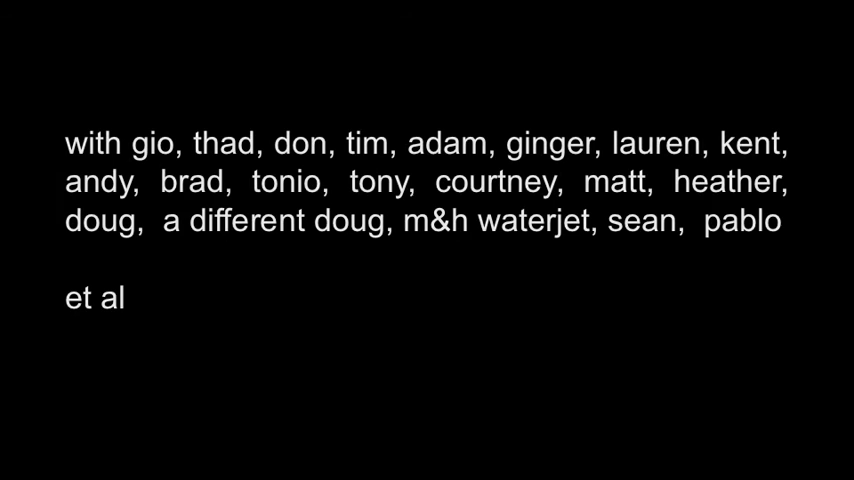 with gio, thad, don, tim, adam, ginger, lauren, kent,
andy, brad, tonio, tony, courtney, matt, heather,
doug, a different doug, m&h waterjet, sean, pablo
et al